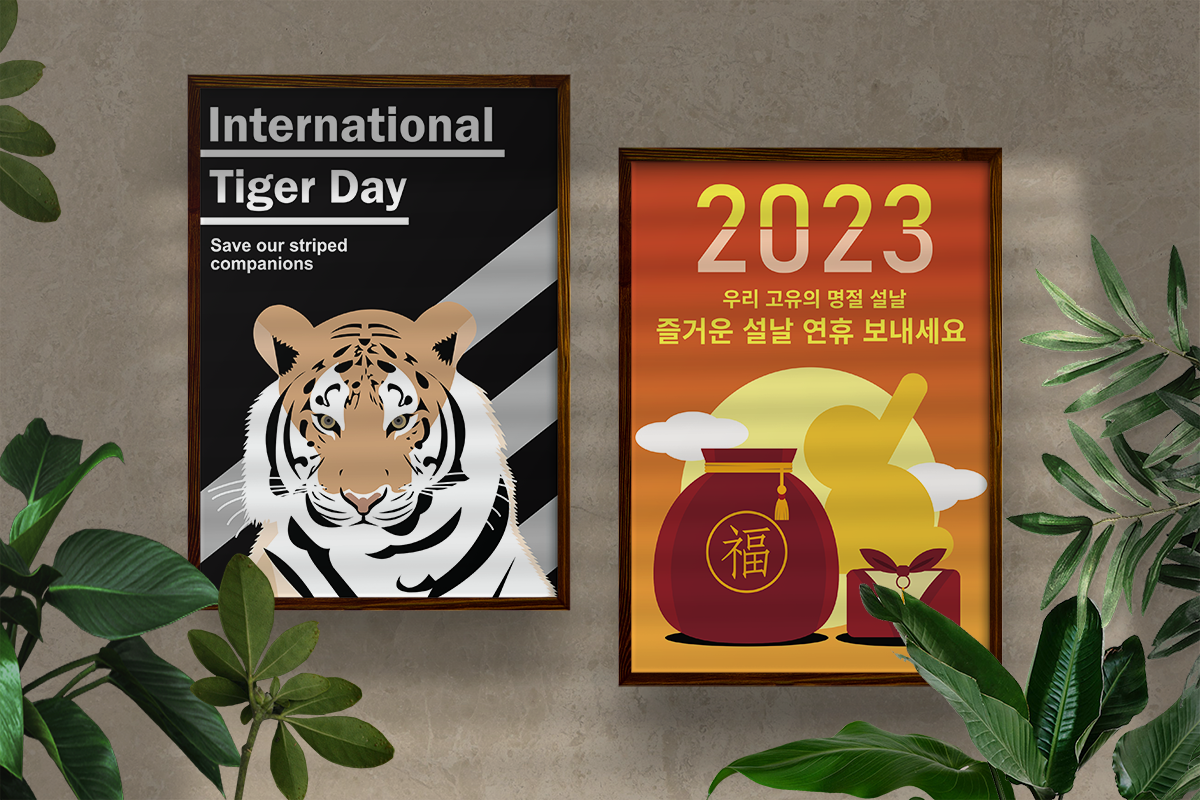 International
Tiger Day
Save our striped
companions
2023
우리 고유의 명절 설날
즐거운 설날 연휴 보내세요
福